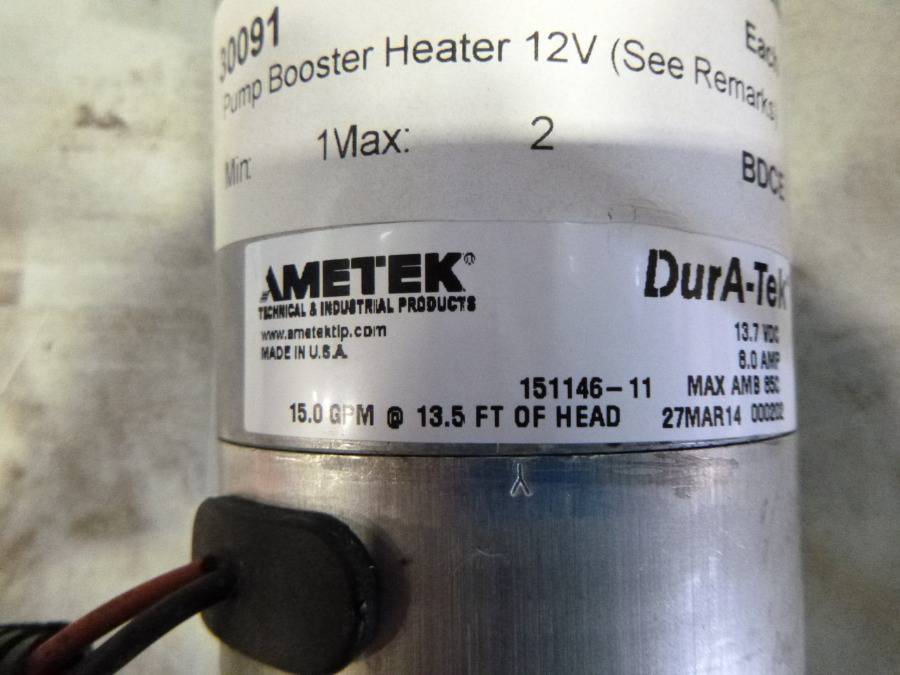 30091
Each
Pump Booster Heater 12V (See Remarks)
Min: 1Max: 2
BDCE
AMETEK®
TECHNICAL & INDUSTRIAL PRODUCTS
www.ametektip.com
MADE IN U.S.A.
DurA-Tek
13.7 VDC
8.0 AMP
151146-11 MAX AMB 85C
15.0 GPM @ 13.5 FT OF HEAD 27MAR14 000202